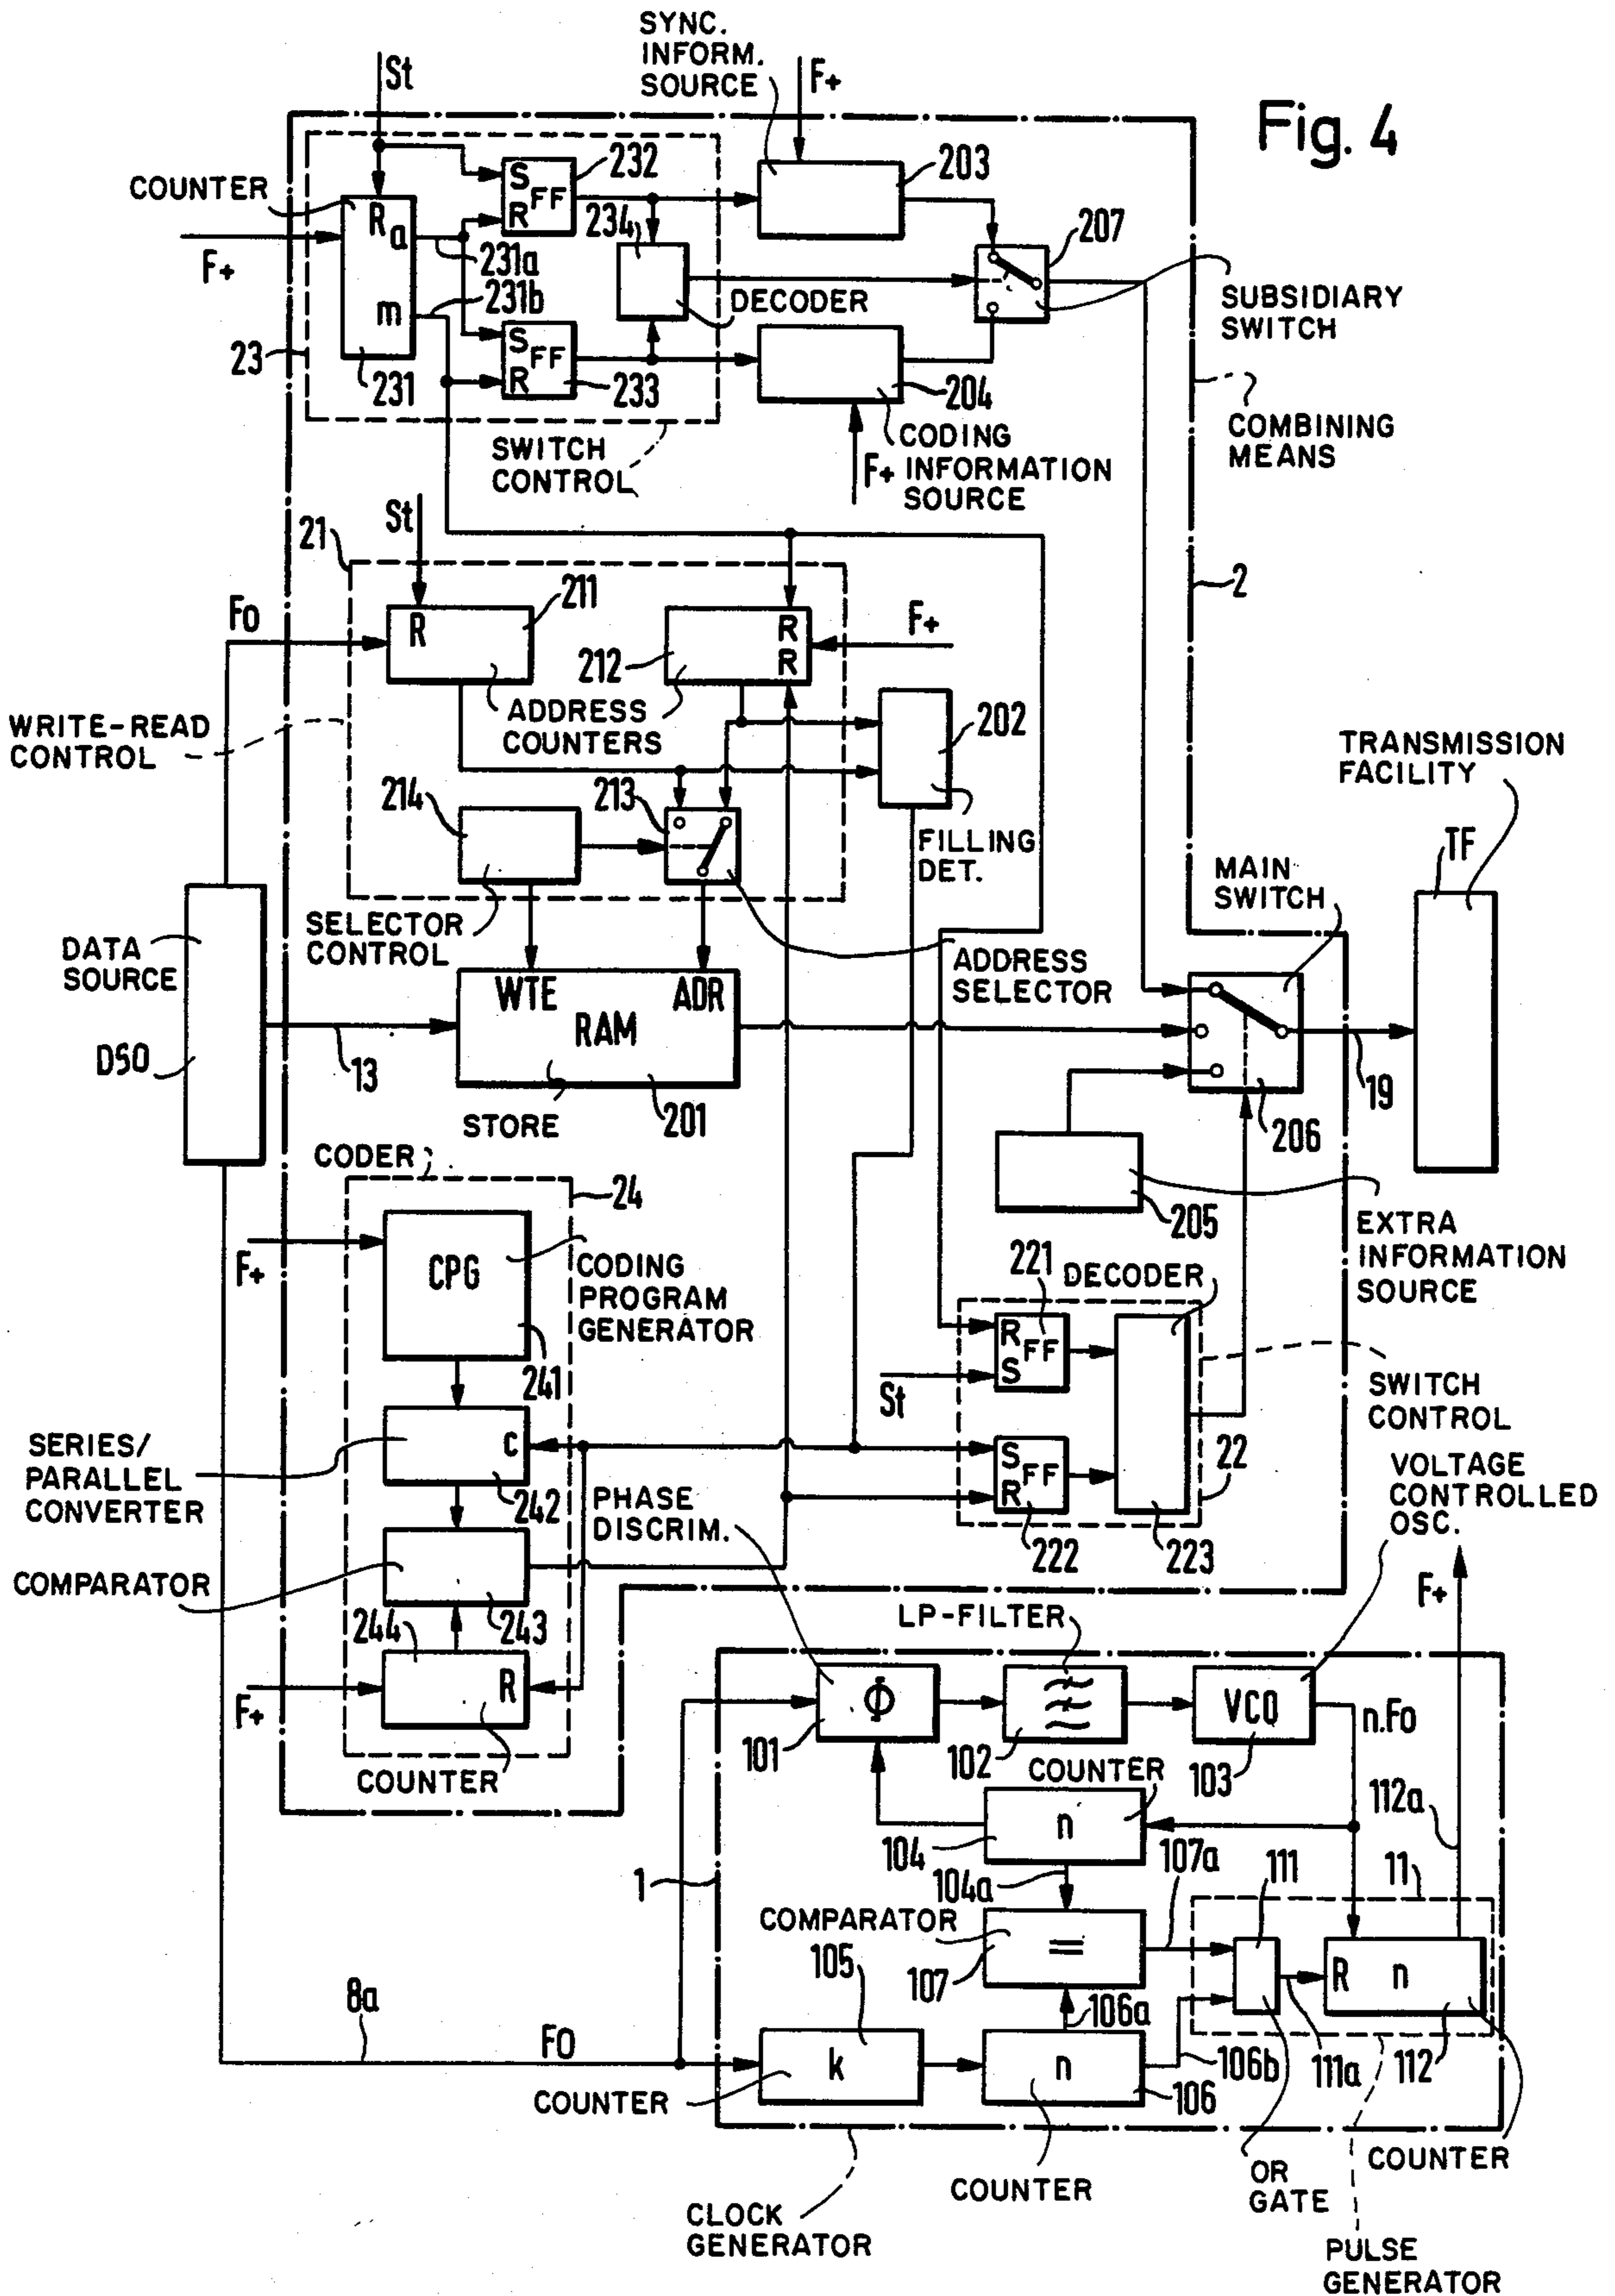 Fig. 4
SYNC.
INFORM.
SOURCE
St
F+
COUNTER
F+
R
a
m
231
231a
231b
S
R
FF
232
234
DECODER
S
R
FF
233
23
SWITCH
CONTROL
203
204
F+
CODING
INFORMATION
SOURCE
207
SUBSIDIARY
SWITCH
COMBINING
MEANS
2
St
21
Fo
R
211
212
R
R
F+
ADDRESS
COUNTERS
WRITE-READ
CONTROL
202
FILLING
DET.
214
213
SELECTOR
CONTROL
ADDRESS
SELECTOR
TRANSMISSION
FACILITY
TF
MAIN
SWITCH
DATA
SOURCE
DSO
13
WTE
ADR
RAM
STORE
201
206
19
205
EXTRA
INFORMATION
SOURCE
CODER
24
F+
CPG
CODING
PROGRAM
GENERATOR
241
SERIES/
PARALLEL
CONVERTER
C
242
COMPARATOR
243
244
F+
R
COUNTER
221
DECODER
R
S
FF
St
S
R
FF
222
223
22
SWITCH
CONTROL
PHASE
DISCRIM.
VOLTAGE
CONTROLLED
OSC.
F+
LP-FILTER
Φ
101
102
VCO
103
n.Fo
COUNTER
n
104
104a
112a
1
COMPARATOR
=
107
107a
111
11
105
k
COUNTER
8a
FO
106a
n
106
106b
COUNTER
111a
R
n
112
COUNTER
OR
GATE
CLOCK
GENERATOR
PULSE
GENERATOR